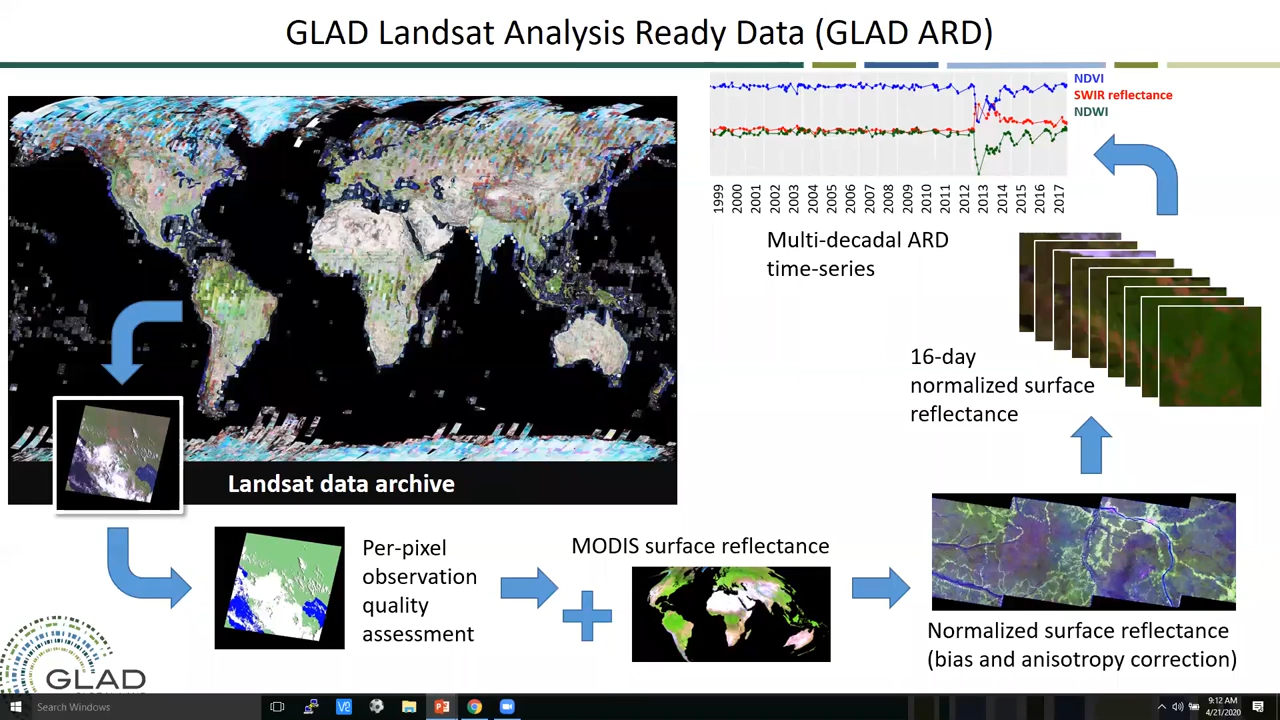 GLAD Landsat Analysis Ready Data (GLAD ARD)
NDVI
SWIR reflectance
NDWI
1999
2000
2001
2002
2003
2004
2005
2006
2007
2008
2009
2010
2011
2012
2013
2014
2015
2016
2017
Multi-decadal ARD
time-series
16-day
normalized surface
reflectance
Landsat data archive
Per-pixel
observation
quality
assessment
MODIS surface reflectance
Normalized surface reflectance
(bias and anisotropy correction)
GLAD
Search Windows
9:12 AM
4/21/2020